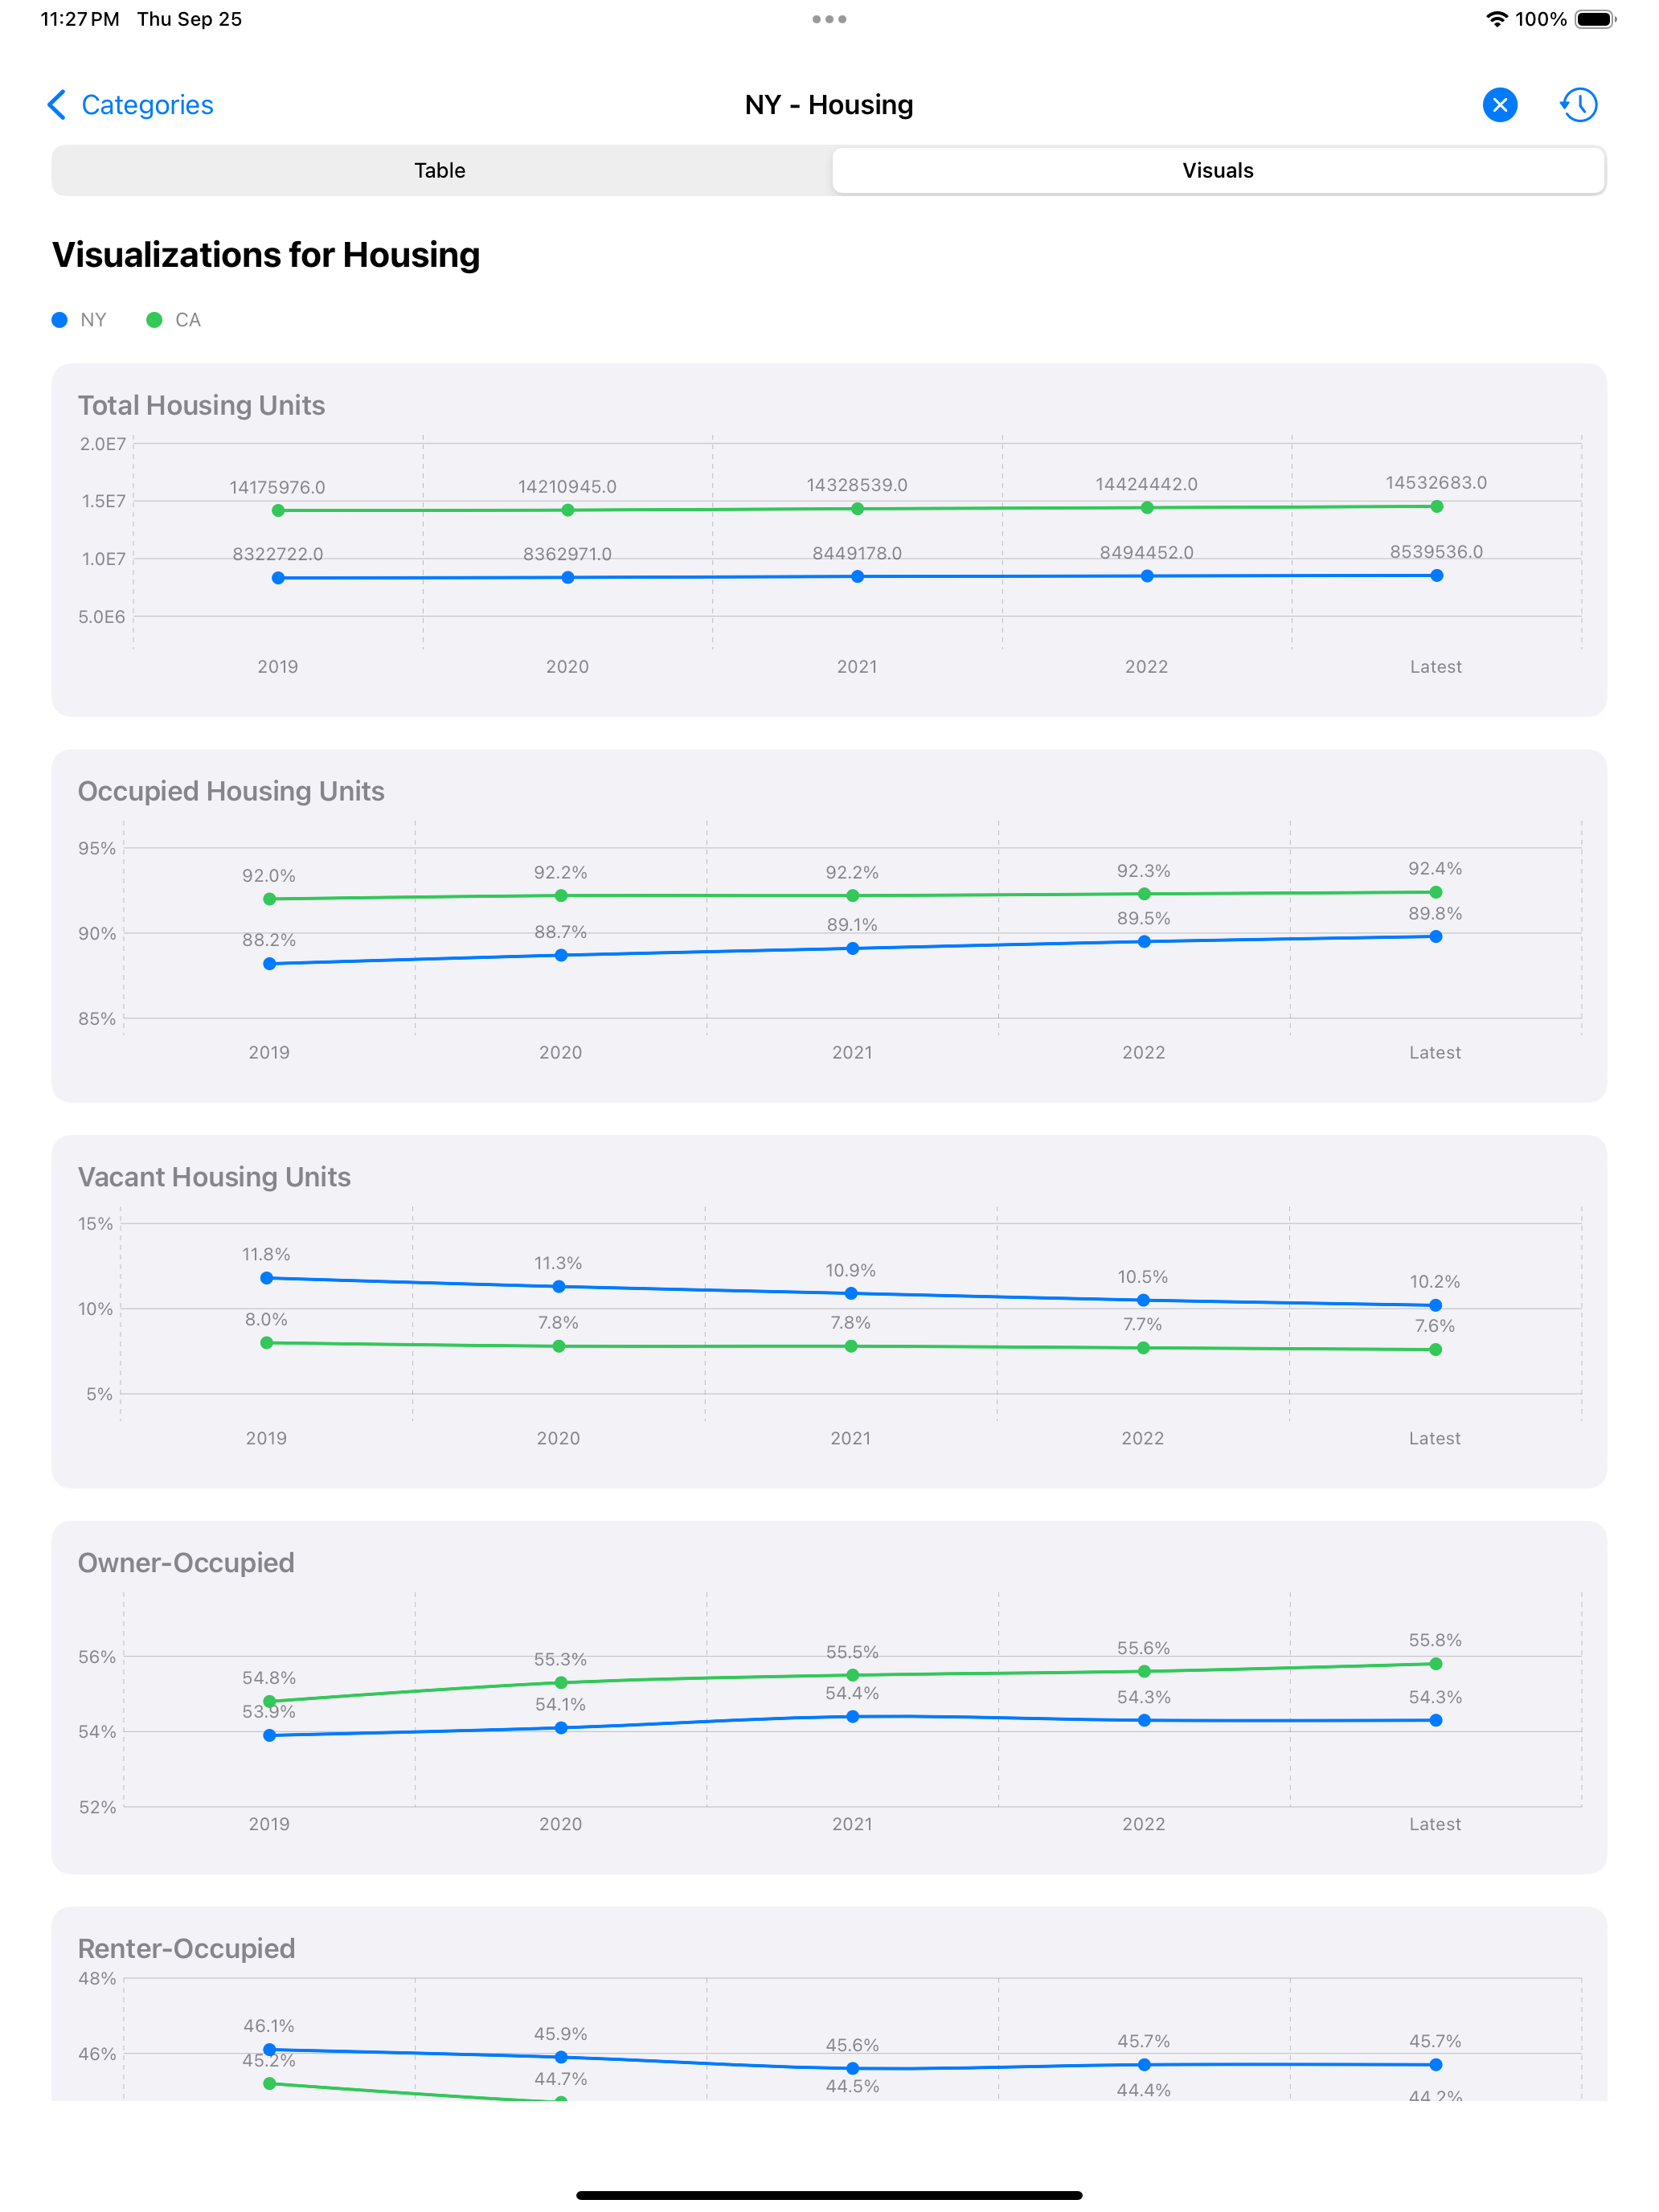 11:27 PM Thu Sep 25
100%
Categories
NY - Housing
Table
Visuals
Visualizations for Housing
NY
CA
Total Housing Units
2.0E7
14175976.0 14210945.0 14328539.0 14424442.0 14532683.0
1.5E7
8322722.0 8362971.0 8449178.0 8494452.0 8539536.0
1.0E7
5.0E6
2019 2020 2021 2022 Latest
Occupied Housing Units
95%
92.0% 92.2% 92.2% 92.3% 92.4%
90%
88.2% 88.7% 89.1% 89.5% 89.8%
85%
2019 2020 2021 2022 Latest
Vacant Housing Units
15%
11.8% 11.3% 10.9% 10.5% 10.2%
10%
8.0% 7.8% 7.8% 7.7% 7.6%
5%
2019 2020 2021 2022 Latest
Owner-Occupied
56%
54.8% 55.3% 55.5% 55.6% 55.8%
53.9% 54.1% 54.4% 54.3% 54.3%
54%
52%
2019 2020 2021 2022 Latest
Renter-Occupied
48%
46.1% 45.9% 45.6% 45.7% 45.7%
46%
45.2% 44.7% 44.5% 44.4% 44.2%